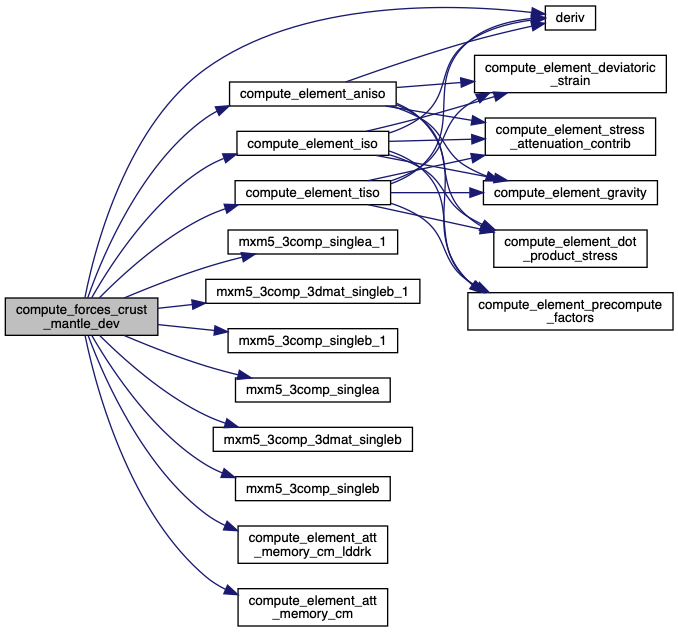 compute_forces_crust
_mantle_dev
deriv
compute_element_aniso
compute_element_iso
compute_element_tiso
mxm5_3comp_singlea_1
mxm5_3comp_3dmat_singleb_1
mxm5_3comp_singleb_1
mxm5_3comp_singlea
mxm5_3comp_3dmat_singleb
mxm5_3comp_singleb
compute_element_att
_memory_cm_lddrk
compute_element_att
_memory_cm
compute_element_deviatoric
_strain
compute_element_stress
_attenuation_contrib
compute_element_gravity
compute_element_dot
_product_stress
compute_element_precompute
_factors